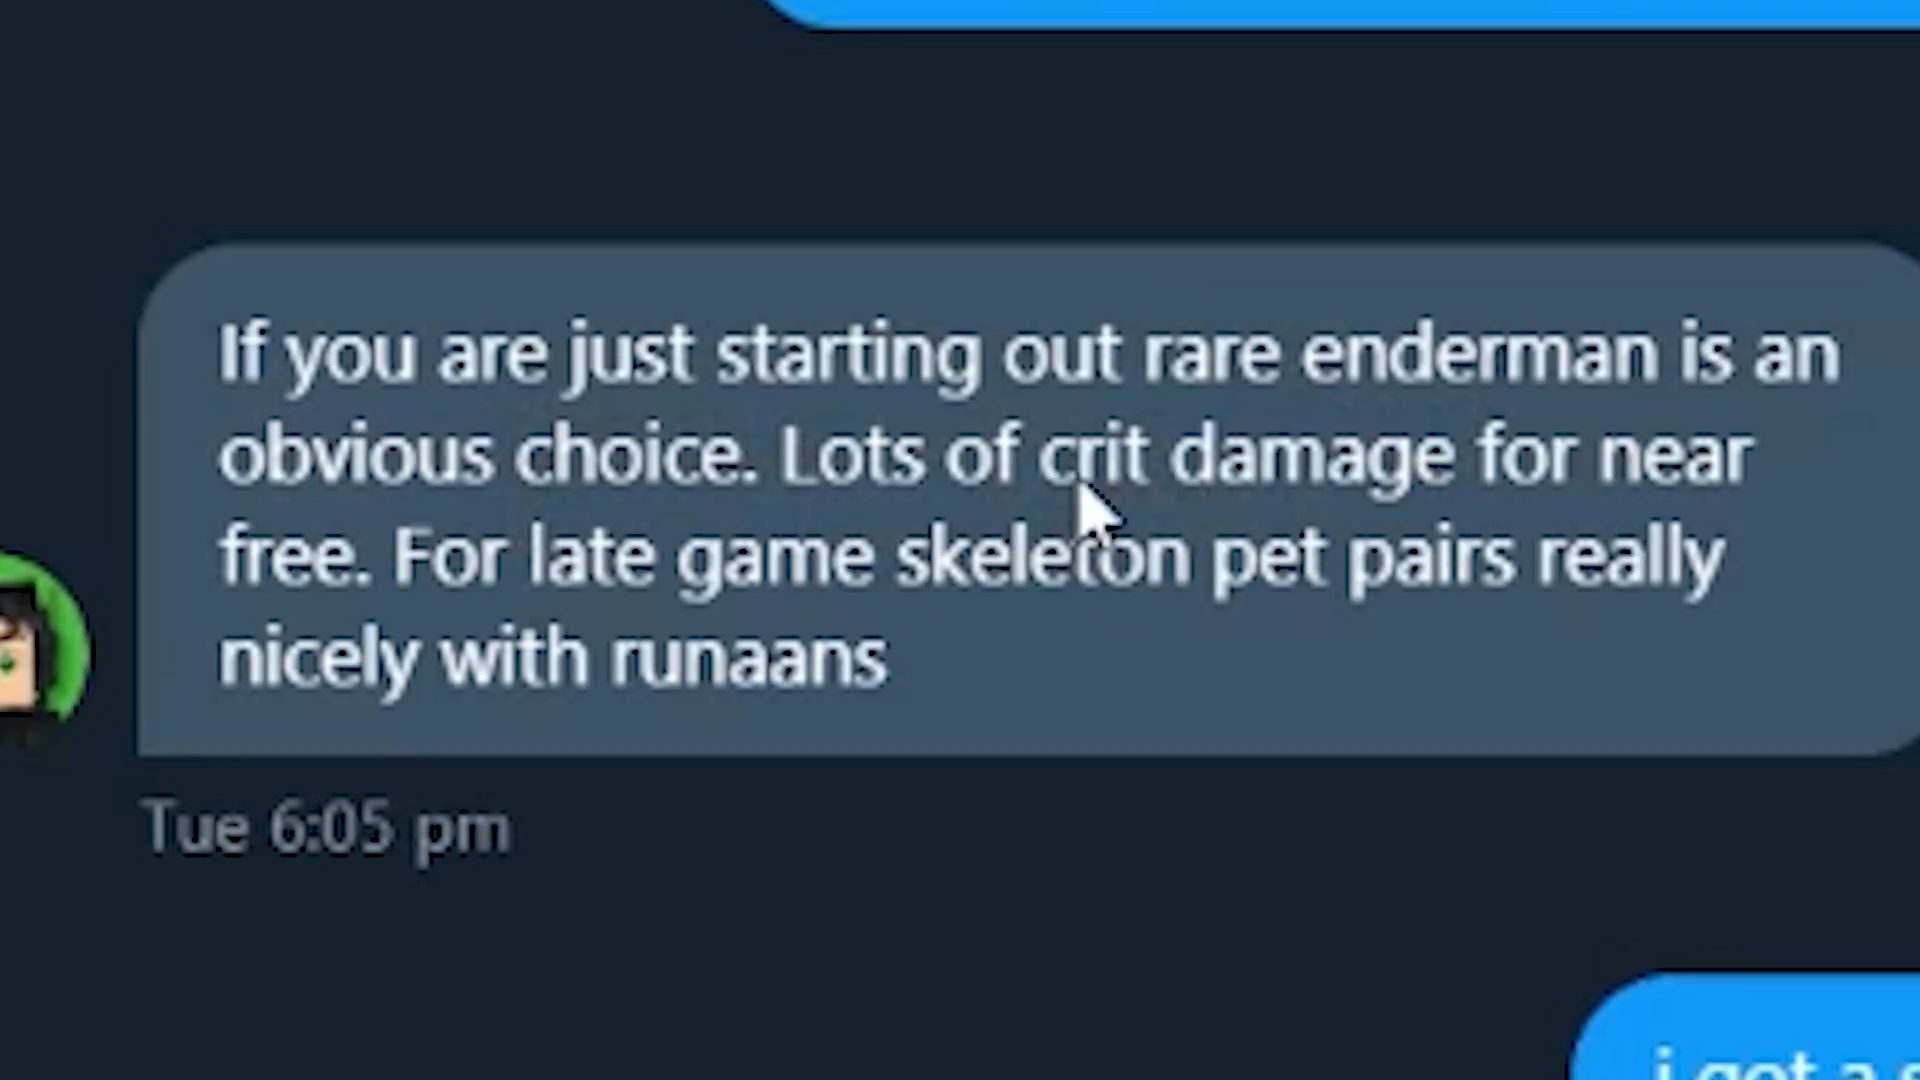 If you are just starting out rare enderman is an
obvious choice. Lots of crit damage for near
free. For late game skeleton pet pairs really
nicely with runaans
Tue 6:05 pm
i got a